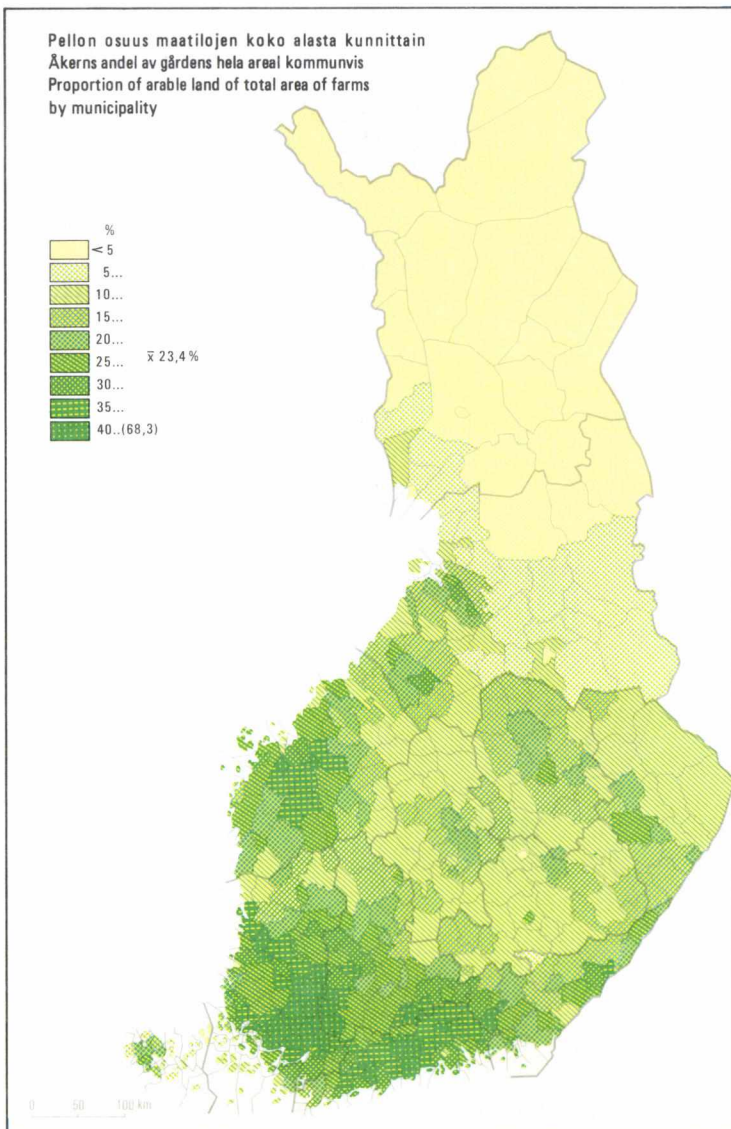 Pellon osuus maatilojen koko alasta kunnittain
Åkerns andel av gårdens hela areal kommunvis
Proportion of arable land of total area of farms
by municipality
%
< 5
5...
10...
15...
20...
25... x̄ 23,4 %
30...
35...
40..(68,3)
0 50 100 km